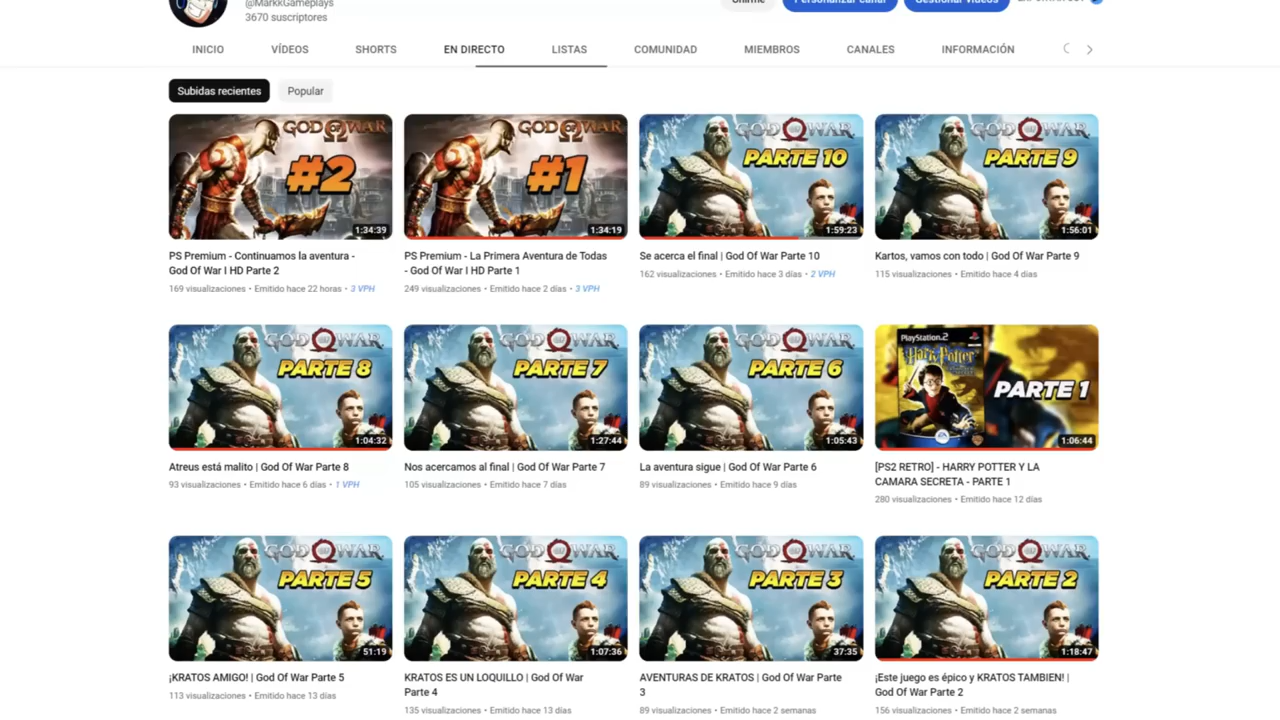 @MarkkGameplays
3670 suscriptores
Unirme
Personalizar canal
Gestionar vídeos
INICIO
VÍDEOS
SHORTS
EN DIRECTO
LISTAS
COMUNIDAD
MIEMBROS
CANALES
INFORMACIÓN
Subidas recientes
Popular
GOD OF WAR
#2
1:34:39
GOD OF WAR
#1
1:34:19
GOD OF WAR
PARTE 10
1:59:23
GOD OF WAR
PARTE 9
1:56:01
PS Premium - Continuamos la aventura -
God Of War I HD Parte 2
169 visualizaciones • Emitido hace 22 horas • 3 VPH
PS Premium - La Primera Aventura de Todas
- God Of War I HD Parte 1
249 visualizaciones • Emitido hace 2 días • 3 VPH
Se acerca el final | God Of War Parte 10
162 visualizaciones • Emitido hace 3 días • 2 VPH
Kartos, vamos con todo | God Of War Parte 9
115 visualizaciones • Emitido hace 4 días
GOD OF WAR
PARTE 8
1:04:32
GOD OF WAR
PARTE 7
1:27:44
GOD OF WAR
PARTE 6
1:05:43
PlayStation.2
Harry Potter
PARTE 1
1:06:44
Atreus está malito | God Of War Parte 8
93 visualizaciones • Emitido hace 6 días • 1 VPH
Nos acercamos al final | God Of War Parte 7
105 visualizaciones • Emitido hace 7 días
La aventura sigue | God Of War Parte 6
89 visualizaciones • Emitido hace 9 días
[PS2 RETRO] - HARRY POTTER Y LA
CAMARA SECRETA - PARTE 1
280 visualizaciones • Emitido hace 12 días
GOD OF WAR
PARTE 5
51:19
GOD OF WAR
PARTE 4
1:07:36
GOD OF WAR
PARTE 3
37:35
GOD OF WAR
PARTE 2
1:18:47
¡KRATOS AMIGO! | God Of War Parte 5
113 visualizaciones • Emitido hace 13 días
KRATOS ES UN LOQUILLO | God Of War
Parte 4
135 visualizaciones • Emitido hace 13 días
AVENTURAS DE KRATOS | God Of War Parte
3
89 visualizaciones • Emitido hace 2 semanas
¡Este juego es épico y KRATOS TAMBIEN! |
God Of War Parte 2
156 visualizaciones • Emitido hace 2 semanas